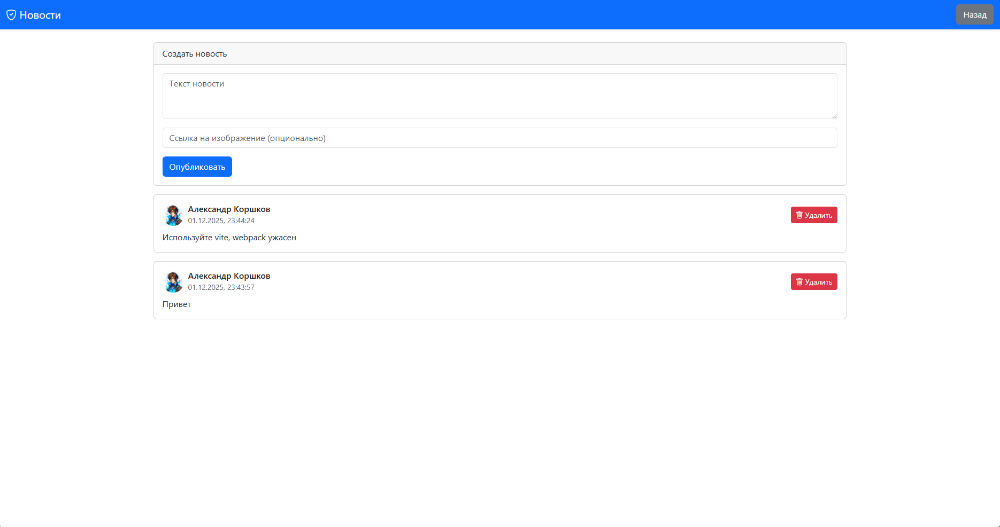 Новости
Назад
Создать новость
Текст новости
Ссылка на изображение (опционально)
Опубликовать
Александр Коршков
01.12.2025, 23:44:24
Удалить
Используйте vite, webpack ужасен
Александр Коршков
01.12.2025, 23:43:57
Удалить
Привет